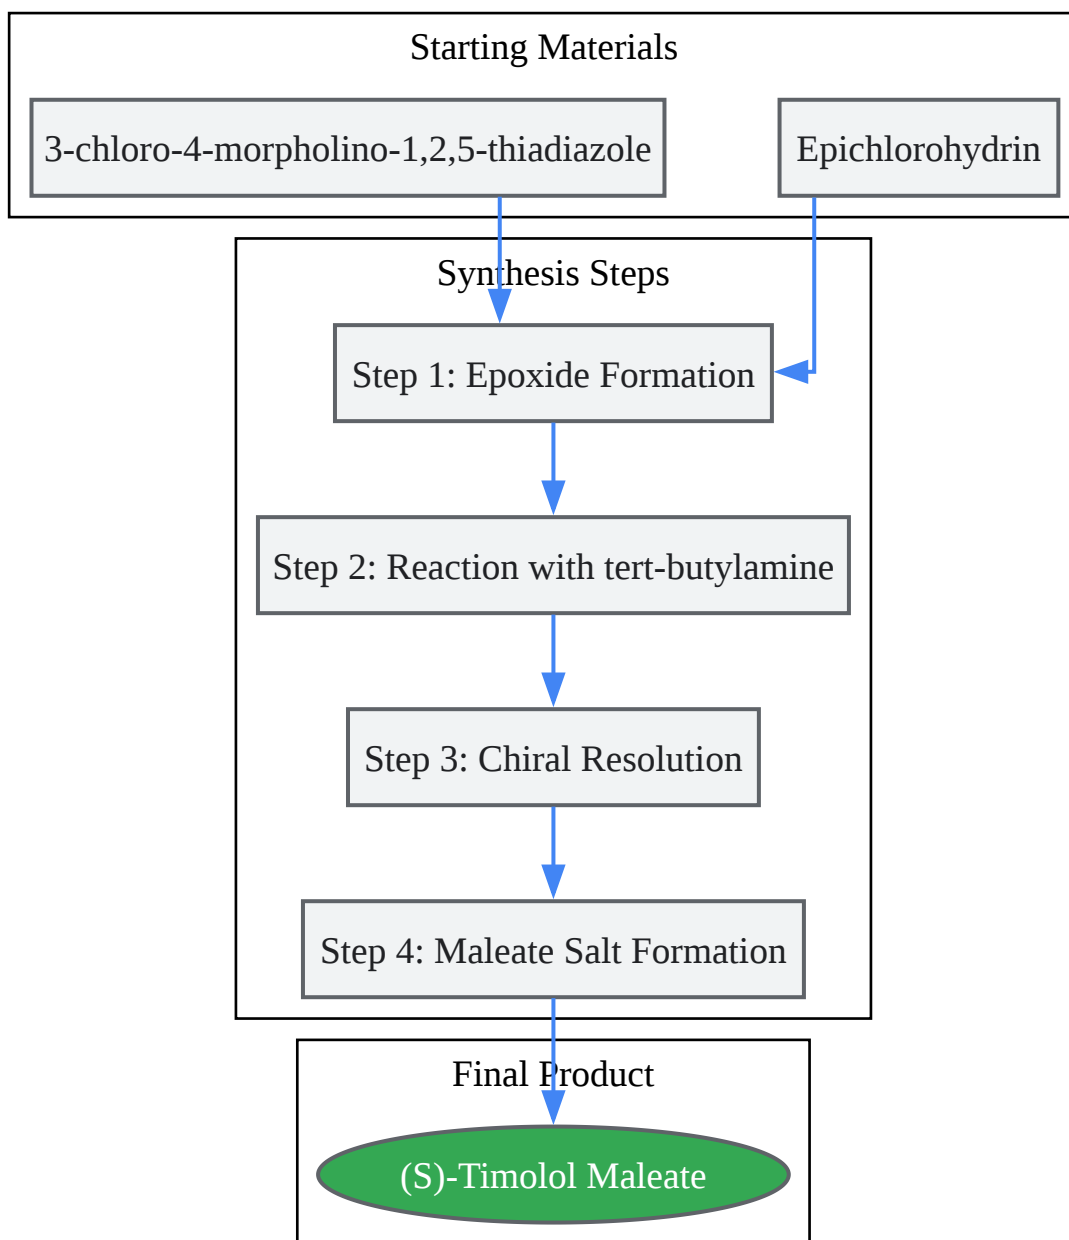 Starting Materials
3-chloro-4-morpholino-1,2,5-thiadiazole
Epichlorohydrin
Synthesis Steps
Step 1: Epoxide Formation
Step 2: Reaction with tert-butylamine
Step 3: Chiral Resolution
Step 4: Maleate Salt Formation
Final Product
(S)-Timolol Maleate